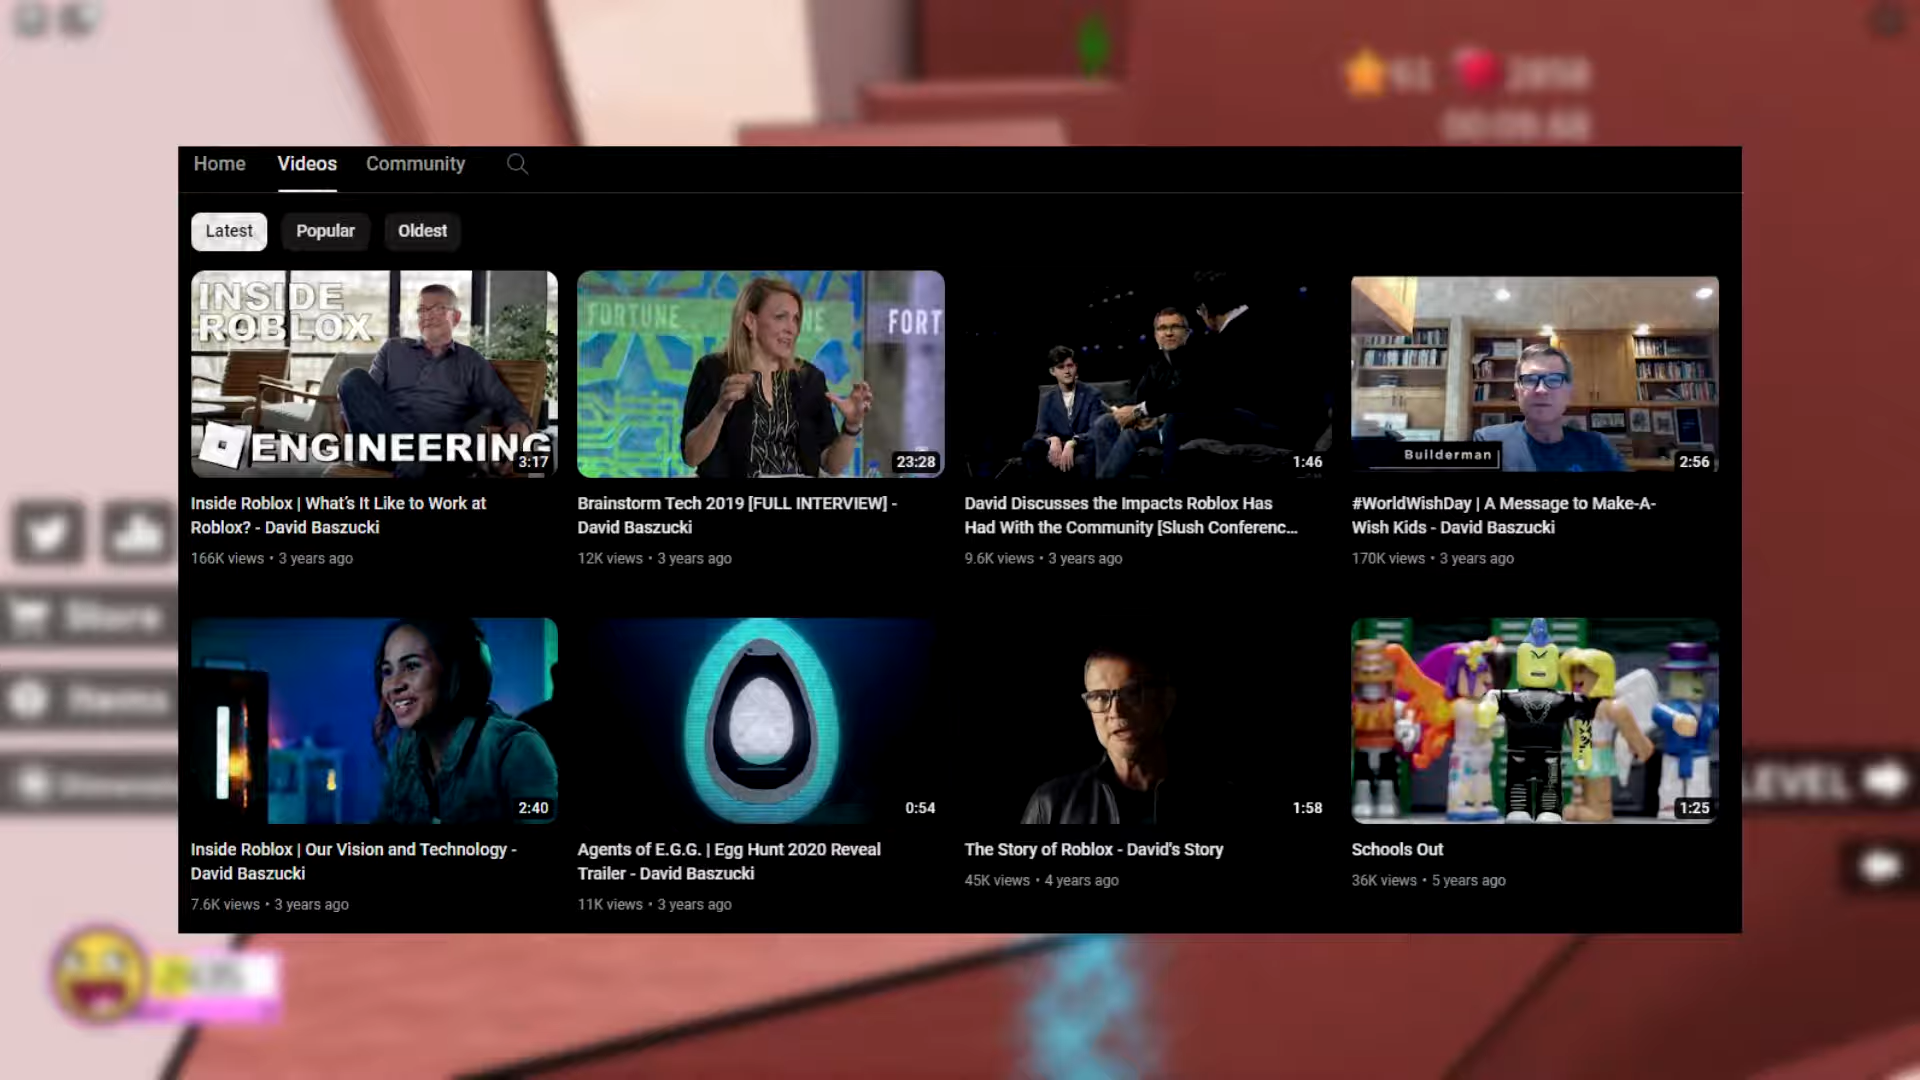 Home Videos Community
Latest Popular Oldest
INSIDE
ROBLOX
ENGINEERING
3:17
FORTUNE
FORT
23:28
1:46
Builderman
2:56
Inside Roblox | What's It Like to Work at
Roblox? - David Baszucki
166K views • 3 years ago
Brainstorm Tech 2019 [FULL INTERVIEW] -
David Baszucki
12K views • 3 years ago
David Discusses the Impacts Roblox Has
Had With the Community [Slush Conferenc...
9.6K views • 3 years ago
#WorldWishDay | A Message to Make-A-
Wish Kids - David Baszucki
170K views • 3 years ago
2:40
0:54
1:58
1:25
Inside Roblox | Our Vision and Technology -
David Baszucki
7.6K views • 3 years ago
Agents of E.G.G. | Egg Hunt 2020 Reveal
Trailer - David Baszucki
11K views • 3 years ago
The Story of Roblox - David's Story
45K views • 4 years ago
Schools Out
36K views • 5 years ago
Store
Items
LEVEL